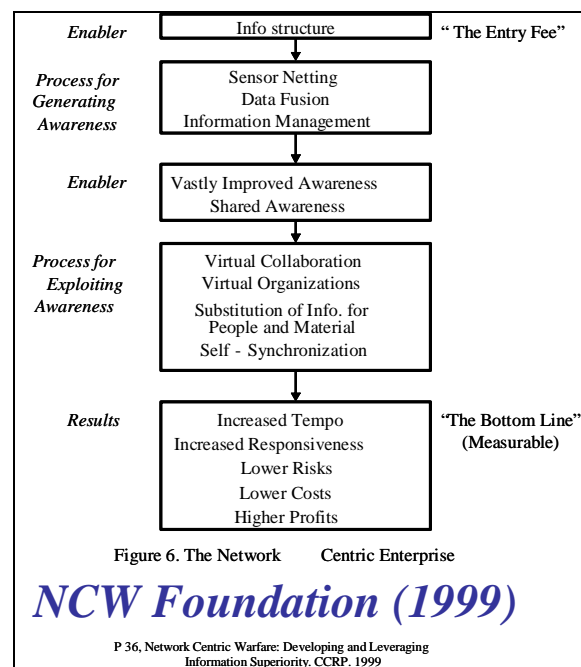 Enabler
Info structure
“ The Entry Fee”
Process for
Generating
Awareness
Sensor Netting
Data Fusion
Information Management
Enabler
Vastly Improved Awareness
Shared Awareness
Process for
Exploiting
Awareness
Virtual Collaboration
Virtual Organizations
Substitution of Info. for
People and Material
Self - Synchronization
Results
Increased Tempo
Increased Responsiveness
Lower Risks
Lower Costs
Higher Profits
“The Bottom Line”
(Measurable)
Figure 6. The Network Centric Enterprise
NCW Foundation (1999)
P 36, Network Centric Warfare: Developing and Leveraging
Information Superiority, CCRP, 1999